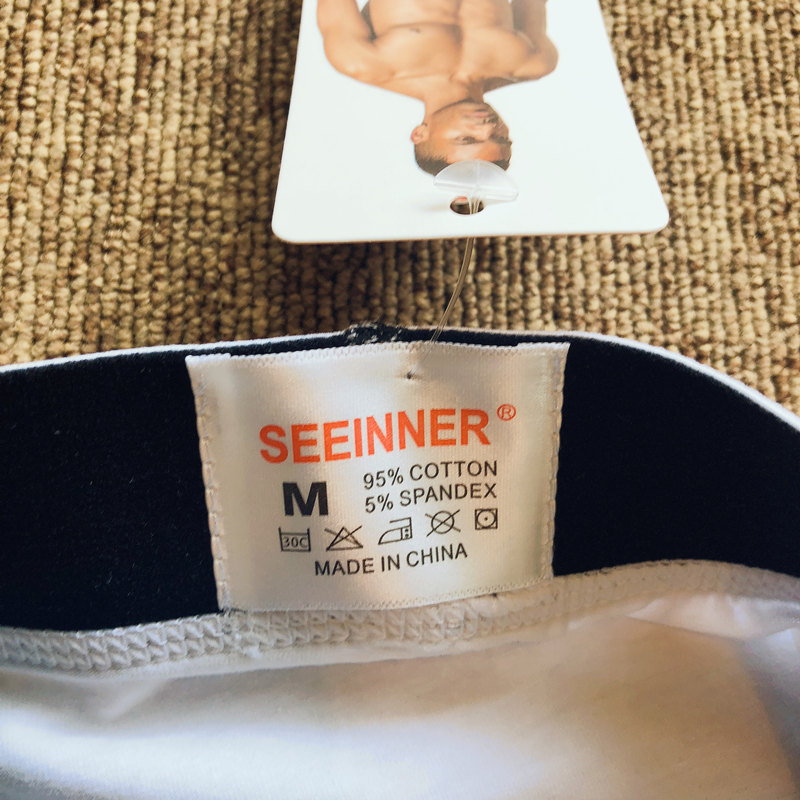 SEEINNER®
M
95% COTTON
5% SPANDEX
30C
MADE IN CHINA